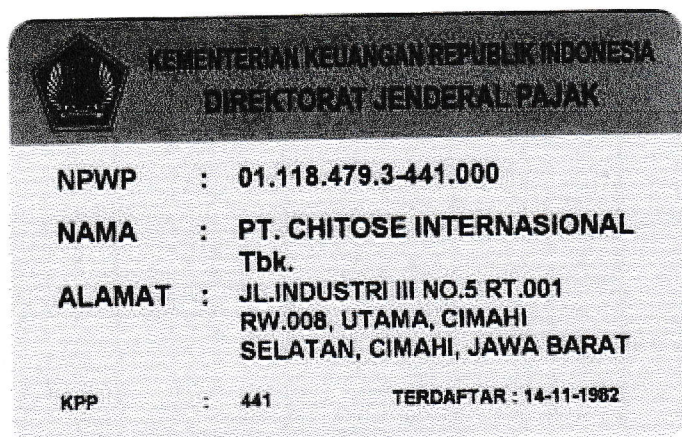 KEMENTERIAN KEUANGAN REPUBLIK INDONESIA
DIREKTORAT JENDERAL PAJAK
NPWP : 01.118.479.3-441.000
NAMA : PT. CHITOSE INTERNASIONAL
Tbk.
ALAMAT : JL.INDUSTRI III NO.5 RT.001
RW.008, UTAMA, CIMAHI
SELATAN, CIMAHI, JAWA BARAT
KPP : 441 TERDAFTAR : 14-11-1982